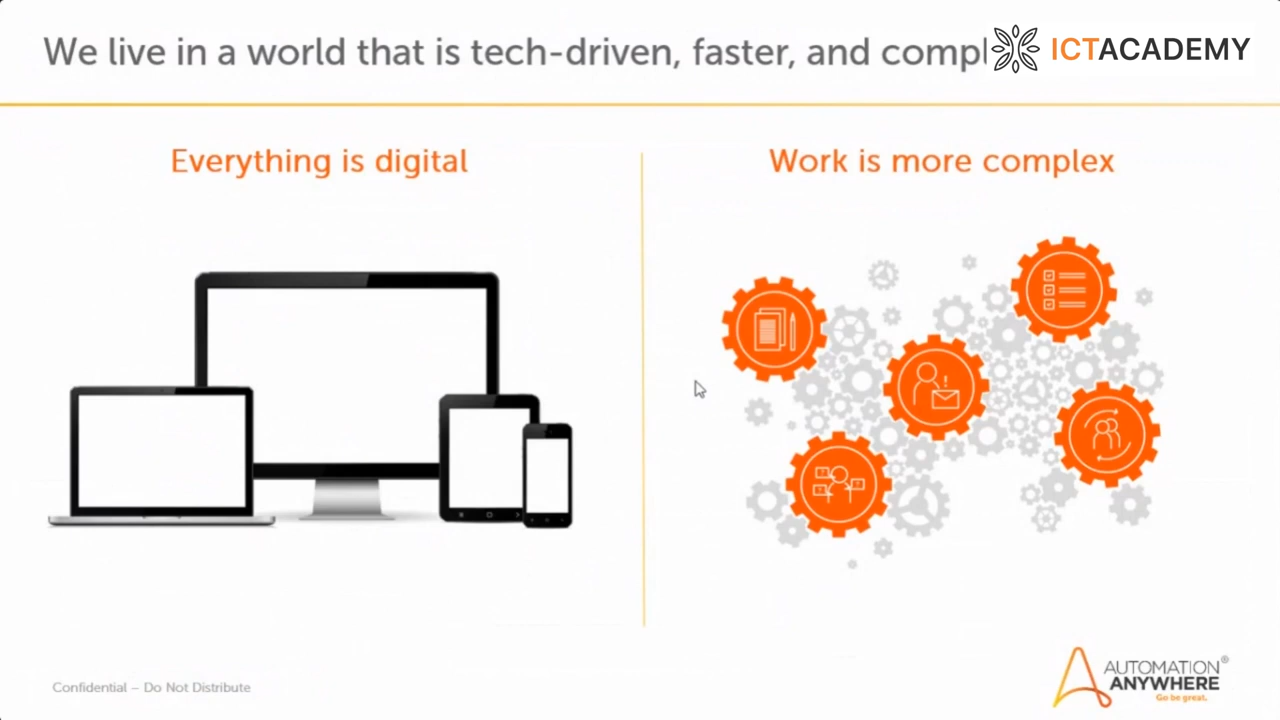 We live in a world that is tech-driven, faster, and compl
ICTACADEMY
Everything is digital
Work is more complex
Confidential – Do Not Distribute
AUTOMATION®
ANYWHERE
Go be great.